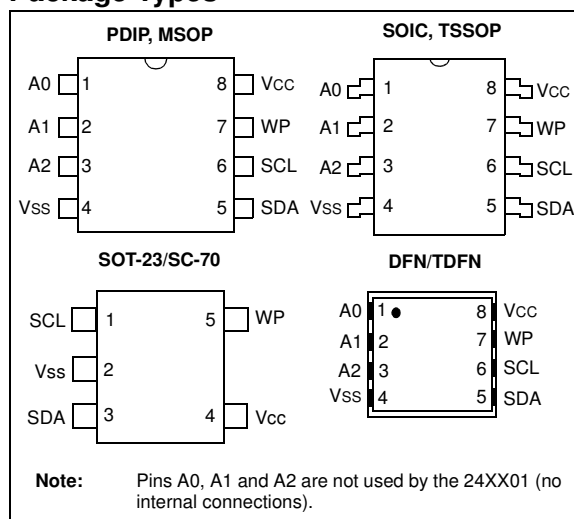 Package Types
PDIP, MSOP
A0 1 8 VCC
A1 2 7 WP
A2 3 6 SCL
VSS 4 5 SDA
SOIC, TSSOP
A0 1 8 VCC
A1 2 7 WP
A2 3 6 SCL
VSS 4 5 SDA
SOT-23/SC-70
SCL 1 5 WP
Vss 2
SDA 3 4 Vcc
DFN/TDFN
A0 1 8 VCC
A1 2 7 WP
A2 3 6 SCL
VSS 4 5 SDA
Note: Pins A0, A1 and A2 are not used by the 24XX01 (no
internal connections).